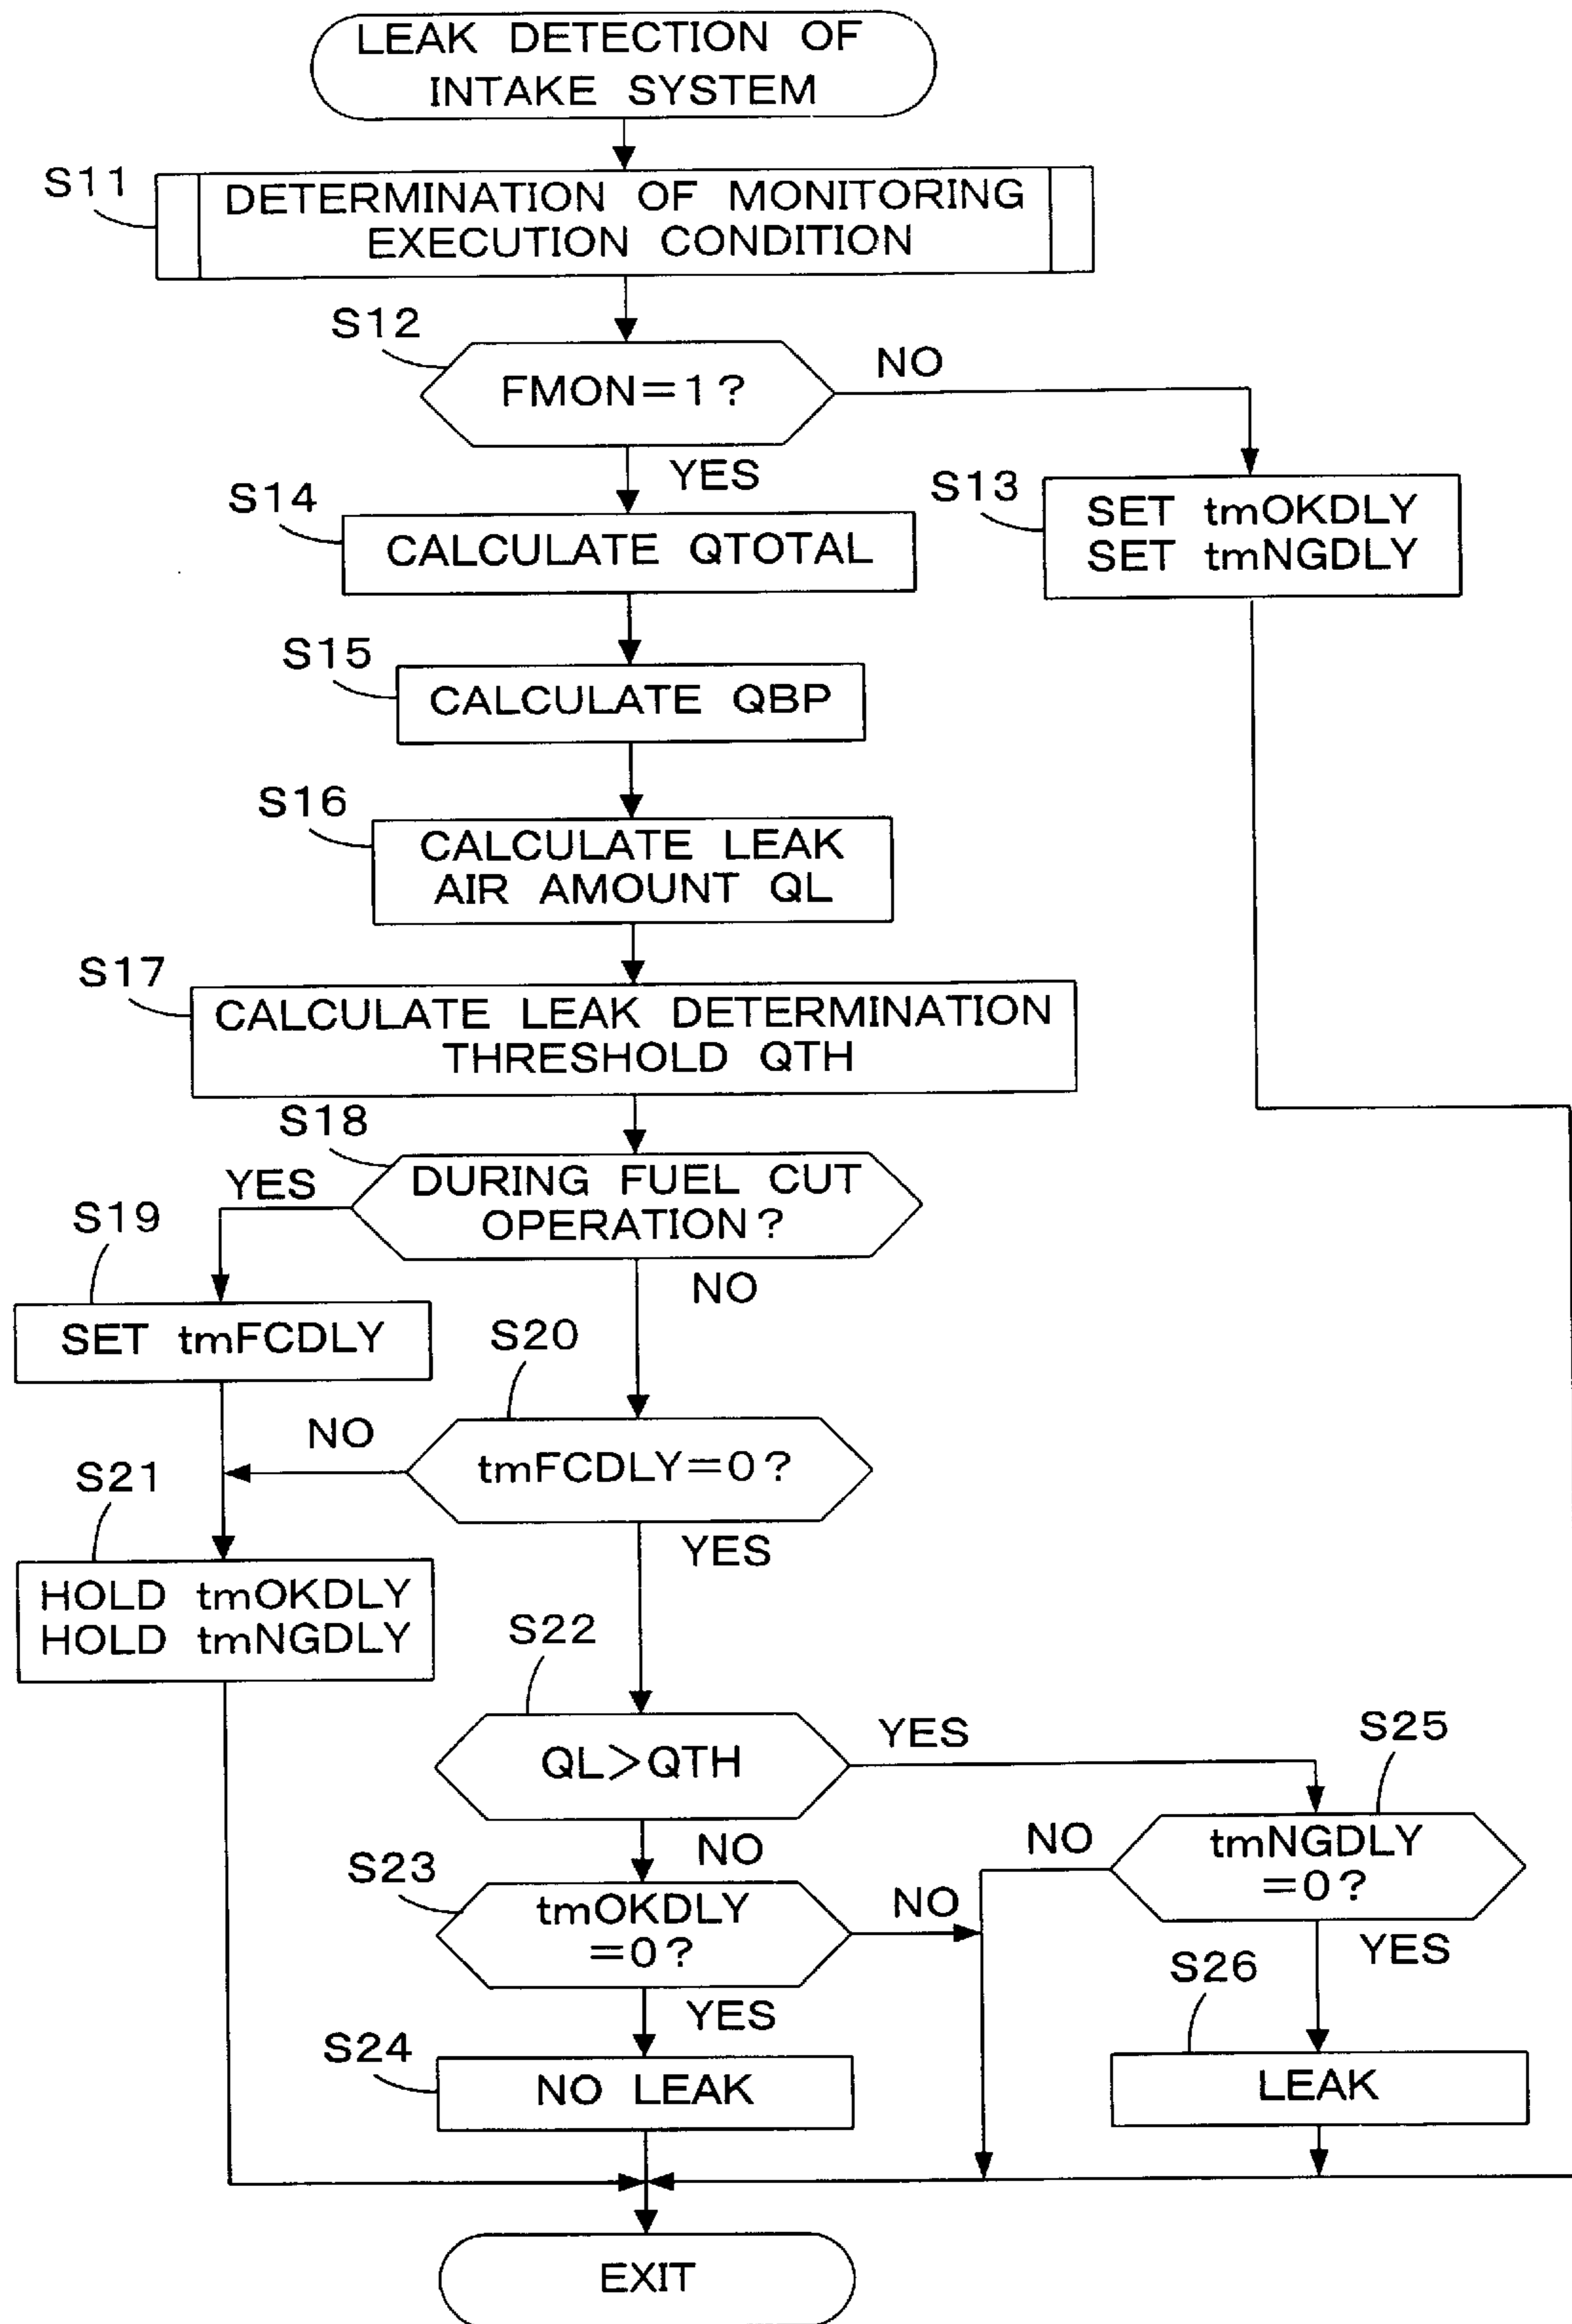 LEAK DETECTION OF
INTAKE SYSTEM
S11
DETERMINATION OF MONITORING
EXECUTION CONDITION
S12
FMON=1?
NO
YES
S13
SET tmOKDLY
SET tmNGDLY
S14
CALCULATE QTOTAL
S15
CALCULATE QBP
S16
CALCULATE LEAK
AIR AMOUNT QL
S17
CALCULATE LEAK DETERMINATION
THRESHOLD QTH
S18
DURING FUEL CUT
OPERATION?
YES
NO
S19
SET tmFCDLY
S20
tmFCDLY=0?
NO
YES
S21
HOLD tmOKDLY
HOLD tmNGDLY
S22
QL>QTH
YES
NO
S25
tmNGDLY
=0?
NO
YES
S23
tmOKDLY
=0?
NO
YES
S26
LEAK
S24
NO LEAK
EXIT